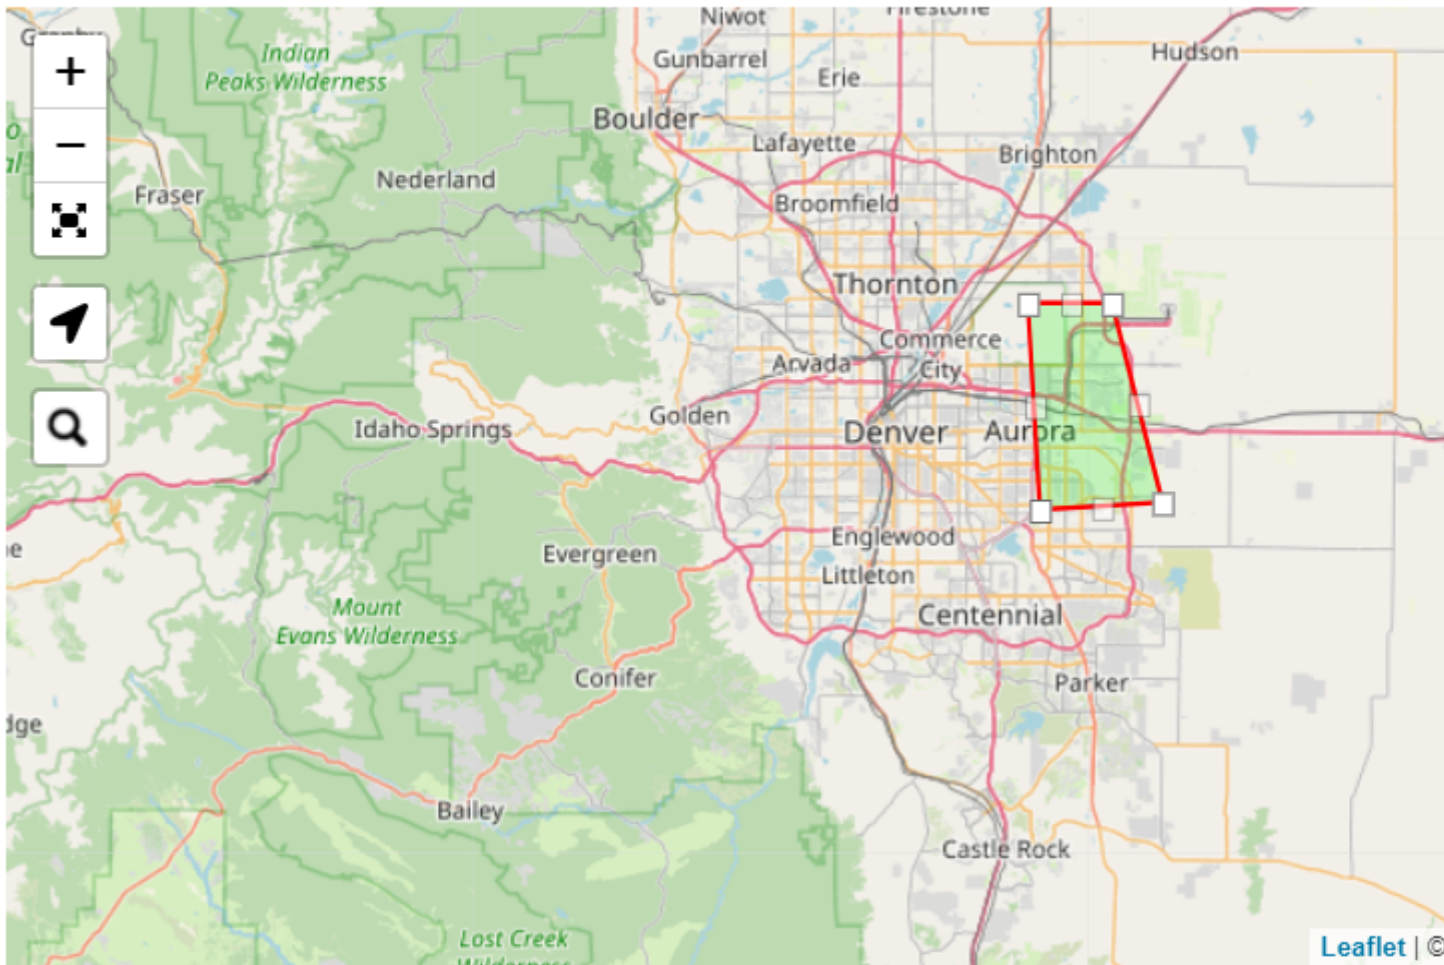 Niwot
Hudson
Indian
Peaks Wilderness
Gunbarrel
Erie
Boulder
Lafayette
Brighton
Nederland
Fraser
Broomfield
Thornton
Commerce
City
Arvada
Golden
Idaho Springs
Denver
Aurora
Englewood
Evergreen
Littleton
Mount
Evans Wilderness
Centennial
Conifer
Parker
dge
Bailey
Castle Rock
Lost Creek
Leaflet | ©